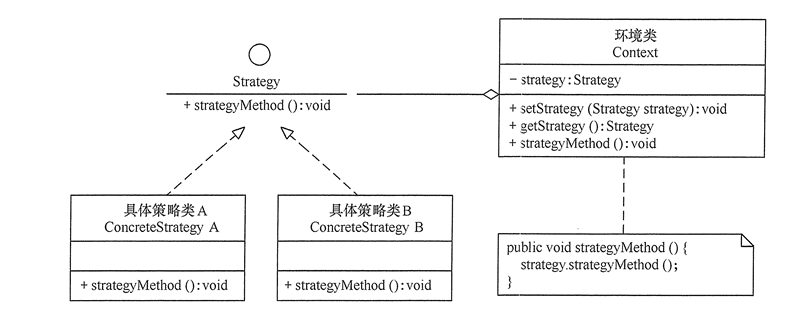 Strategy
+ strategyMethod ():void
环境类
Context
- strategy:Strategy
+ setStrategy (Strategy strategy):void
+ getStrategy ():Strategy
+ strategyMethod ():void
具体策略类A
ConcreteStrategy A
+ strategyMethod ():void
具体策略类B
ConcreteStrategy B
+ strategyMethod ():void
public void strategyMethod () {
strategy.strategyMethod ();
}